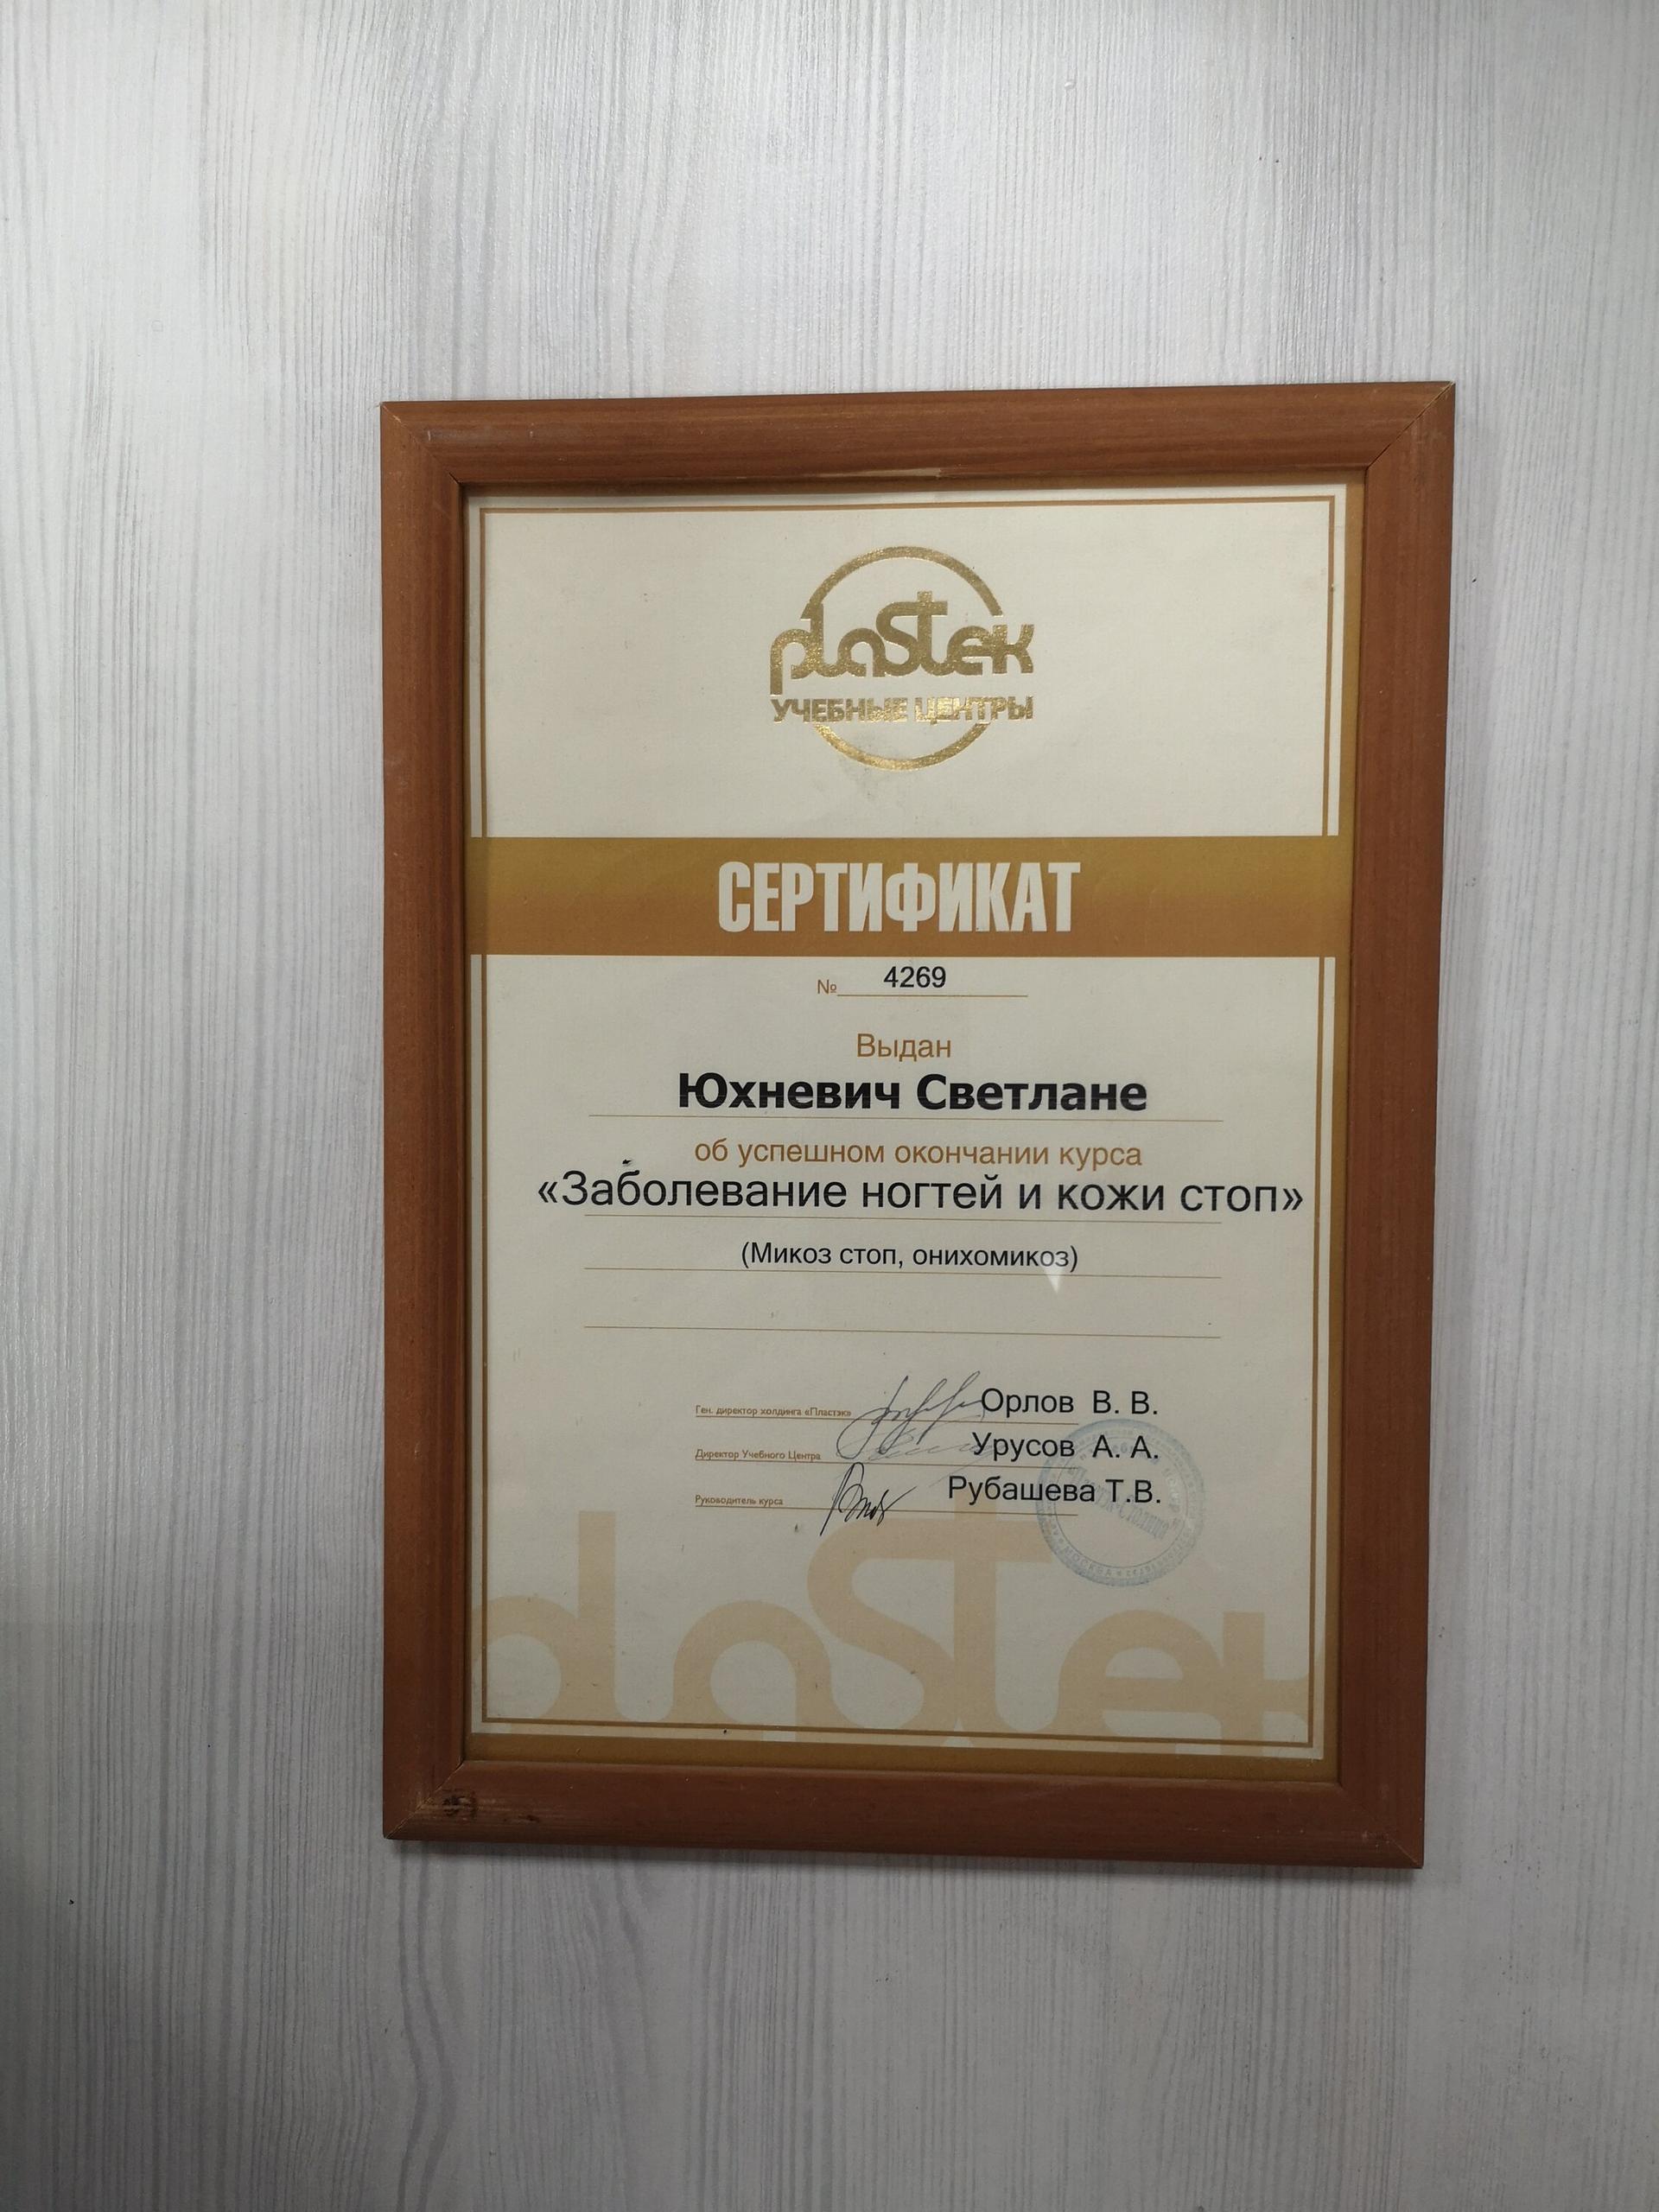 plastek
УЧЕБНЫЕ ЦЕНТРЫ
СЕРТИФИКАТ
№ 4269
Выдан
Юхневич Светлане
об успешном окончании курса
«Заболевание ногтей и кожи стоп»
(Микоз стоп, онихомикоз)
Ген. директор холдинга «Пластэк» Орлов В. В.
Директор Учебного Центра Урусов А. А.
Руководитель курса Рубашева Т.В.
plastek